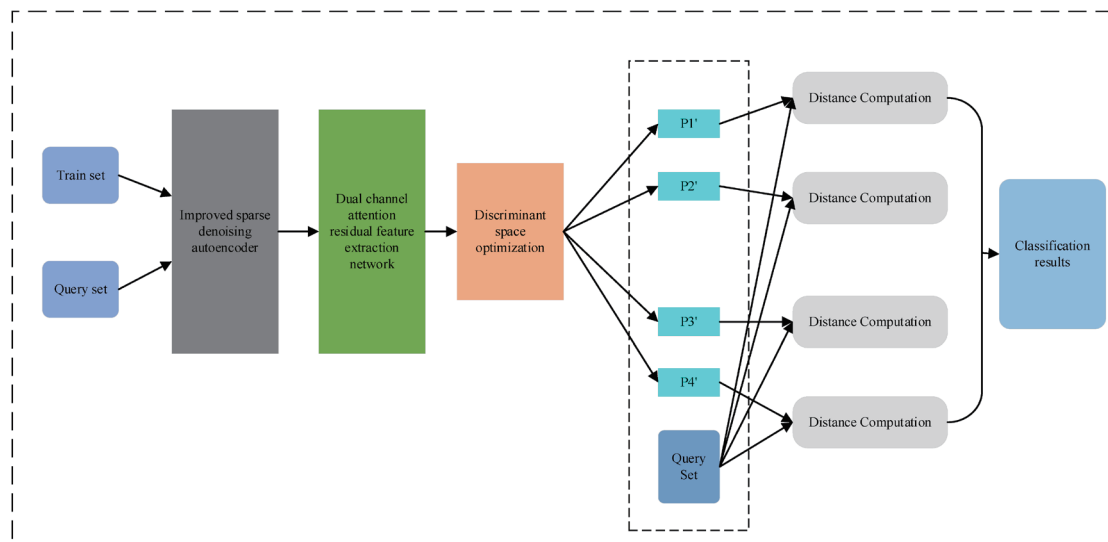 Train set
Query set
Improved sparse
denoising
autoencoder
Dual channel
attention
residual feature
extraction
network
Discriminant
space
optimization
P1'
P2'
P3'
P4'
Query
Set
Distance Computation
Distance Computation
Distance Computation
Distance Computation
Classification
results